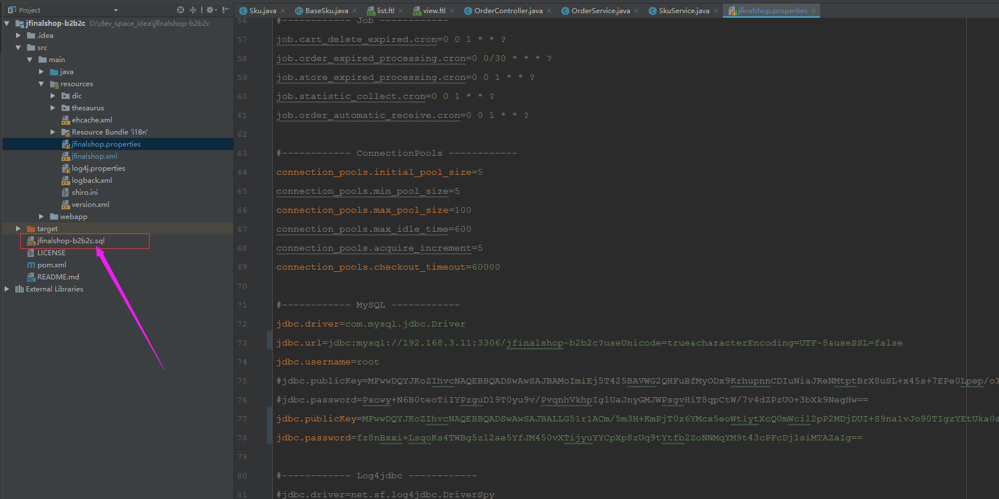 Project
jfinalshop-b2b2c D:\dev_space_idea\jfinalshop-b2b2c
.idea
src
main
java
resources
dic
thesaurus
ehcache.xml
Resource Bundle 'i18n'
jfinalshop.properties
jfinalshop.xml
log4j.properties
logback.xml
shiro.ini
version.xml
webapp
target
jfinalshop-b2b2c.sql
LICENSE
pom.xml
README.md
External Libraries
Sku.java BaseSku.java list.ftl view.ftl OrderController.java OrderService.java SkuService.java jfinalshop.properties
56 #------------ Job ------------
57 job.cart_delete_expired.cron=0 0 1 * * ?
58 job.order_expired_processing.cron=0 0/30 * * * ?
59 job.store_expired_processing.cron=0 0 1 * * ?
60 job.statistic_collect.cron=0 0 1 * * ?
61 job.order_automatic_receive.cron=0 0 1 * * ?
62
63 #------------ ConnectionPools ------------
64 connection_pools.initial_pool_size=5
65 connection_pools.min_pool_size=5
66 connection_pools.max_pool_size=100
67 connection_pools.max_idle_time=600
68 connection_pools.acquire_increment=5
69 connection_pools.checkout_timeout=60000
70
71 #------------ MySQL ------------
72 jdbc.driver=com.mysql.jdbc.Driver
73 jdbc.url=jdbc:mysql://192.168.3.11:3306/jfinalshop-b2b2c?useUnicode=true&characterEncoding=UTF-8&useSSL=false
74 jdbc.username=root
75 #jdbc.publicKey=MFwwDQYJKoZIhvcNAQEBBQADSwAwSAJBAMoImiEj5T425BAVWG2QHFuBfMyODx9KrhupnnCDIuNiaJReNMtptBrX8uSL+x45s+7EPe0Lpep/oI
76 #jdbc.password=Psowy+N6B0teoTiIYPzguD19T0yu9v/PvqnhVkhpIglUaJnyGMJWPsgvHiT8qpCtW/7v4dZPzUO+3bXk9NegHw==
77 jdbc.publicKey=MFwwDQYJKoZIhvcNAQEBBQADSwAwSAJBALLG51r1ACm/5m3H+KmPjT0z6YMcs5eoWtlytXcQ0mWcil2pP2MDjDUI+S9na1vJo90TIgzYEtUka0a
78 jdbc.password=fz8nBxxi+LsqoKs4TWBg5zl2ae5YfJM450vXTijyuYYCpXp8zUq9tYtfb2ZoNNMqYM9t43cPFcDj1siMTAZaIg==
79
80 #------------ Log4jdbc ------------
81 #jdbc.driver=net.sf.log4jdbc.DriverSpy